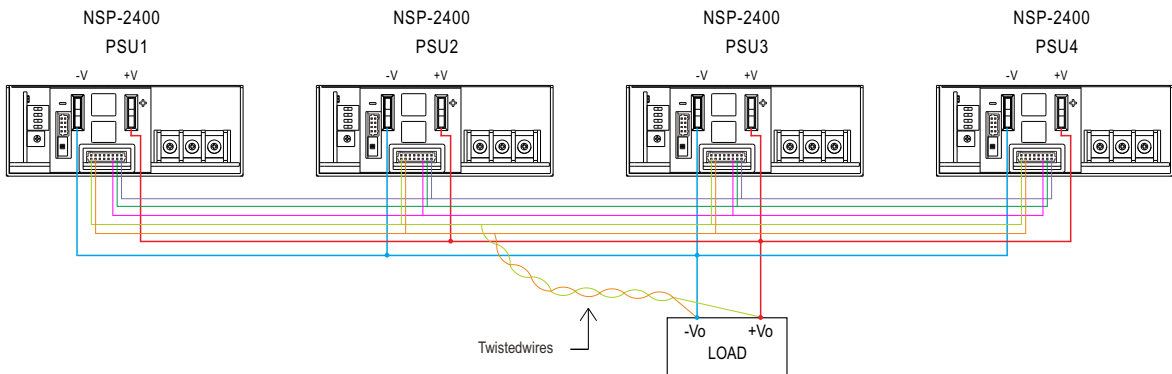 NSP-2400 NSP-2400 NSP-2400 NSP-2400
PSU1 PSU2 PSU3 PSU4
-V +V -V +V -V +V -V +V
- + - + - + - +
Twistedwires
-Vo +Vo
LOAD